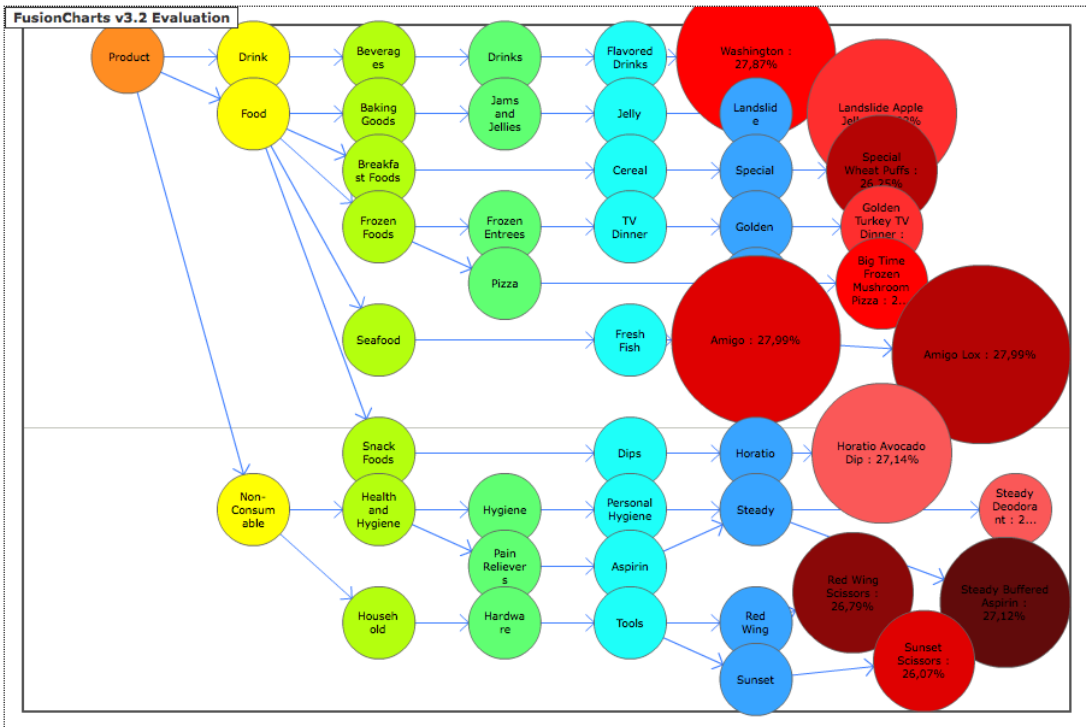 FusionCharts v3.2 Evaluation
Product
Drink
Beverag
es
Drinks
Flavored
Drinks
Washington :
27,87%
Food
Baking
Goods
Jams
and
Jellies
Jelly
Landslid
e
Landslide Apple
Breakfa
st Foods
Cereal
Special
Special
Wheat Puffs :
26,25%
Frozen
Foods
Frozen
Entrees
TV
Dinner
Golden
Golden
Turkey TV
Dinner :
Pizza
Big Time
Frozen
Mushroom
Pizza : 2...
Seafood
Fresh
Fish
Amigo : 27,99%
Amigo Lox : 27,99%
Snack
Foods
Dips
Horatio
Horatio Avocado
Dip : 27,14%
Non-
Consum
able
Health
and
Hygiene
Hygiene
Personal
Hygiene
Steady
Steady
Deodora
nt : 2...
Pain
Reliever
s
Aspirin
Red Wing
Scissors :
26,79%
Steady Buffered
Aspirin :
27,12%
Househ
old
Hardwa
re
Tools
Red
Wing
Sunset
Sunset
Scissors :
26,07%